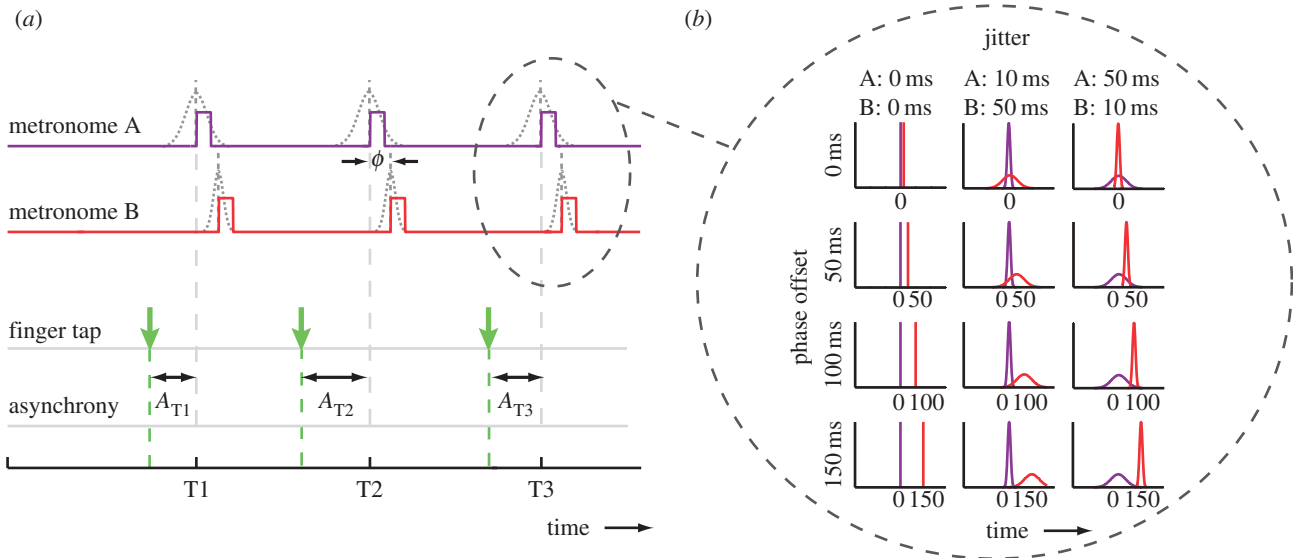 (a)
metronome A
ϕ
metronome B
finger tap
asynchrony
A_T1
A_T2
A_T3
T1
T2
T3
time
(b)
jitter
A: 0 ms
B: 0 ms
A: 10 ms
B: 50 ms
A: 50 ms
B: 10 ms
phase offset
0 ms
0
0
0
50 ms
0 50
0 50
0 50
100 ms
0 100
0 100
0 100
150 ms
0 150
0 150
0 150
time